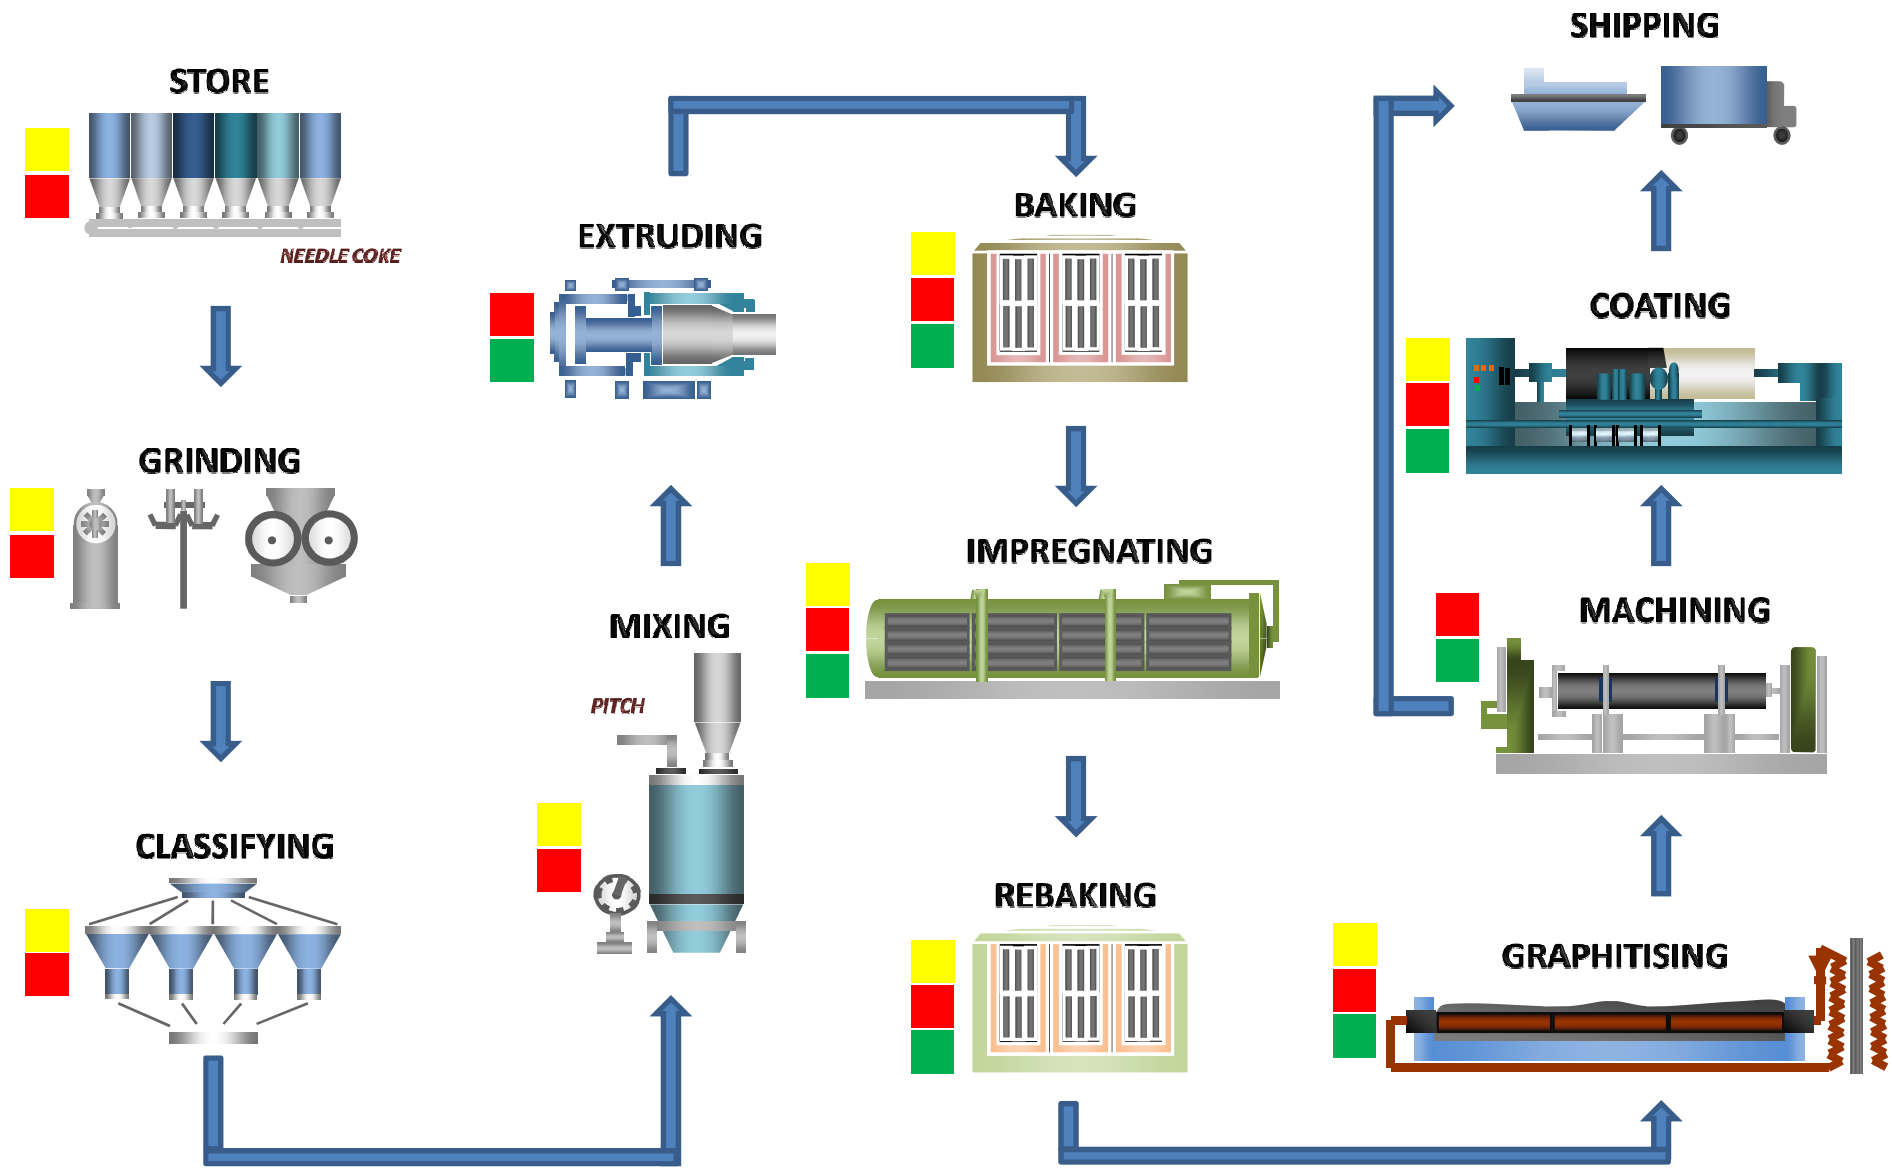 STORE
NEEDLE COKE
GRINDING
CLASSIFYING
MIXING
PITCH
EXTRUDING
BAKING
IMPREGNATING
REBAKING
GRAPHITISING
MACHINING
COATING
SHIPPING